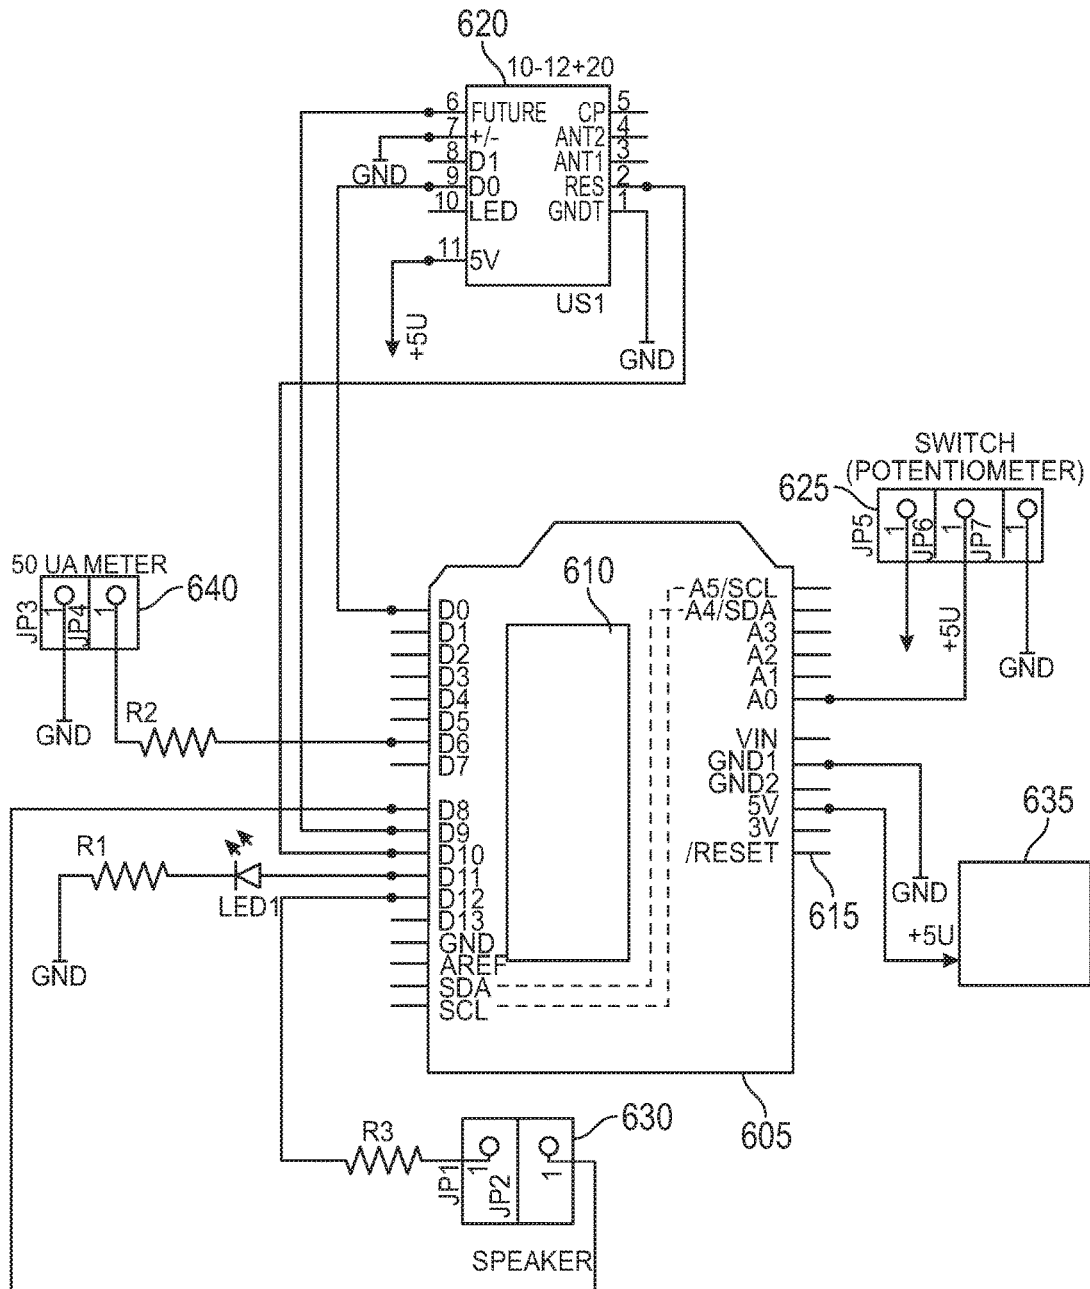 620
10-12+20
6 FUTURE CP 5
7 +/- ANT2 4
8 D1 ANT1 3
9 D0 RES 2
10 LED GNDT 1
11 5V
GND
US1
+5U
GND
SWITCH
(POTENTIOMETER)
625
JP5 1 JP6 1 JP7 1
+5U
GND
50 UA METER
640
JP3 1 JP4 1
GND
R2
610
D0
D1
D2
D3
D4
D5
D6
D7
D8
D9
D10
D11
D12
D13
GND
AREF
SDA
SCL
A5/SCL
A4/SDA
A3
A2
A1
A0
VIN
GND1
GND2
5V
3V
/RESET
615
GND
635
+5U
R1
LED1
GND
605
630
R3
JP1 1 JP2 1
SPEAKER